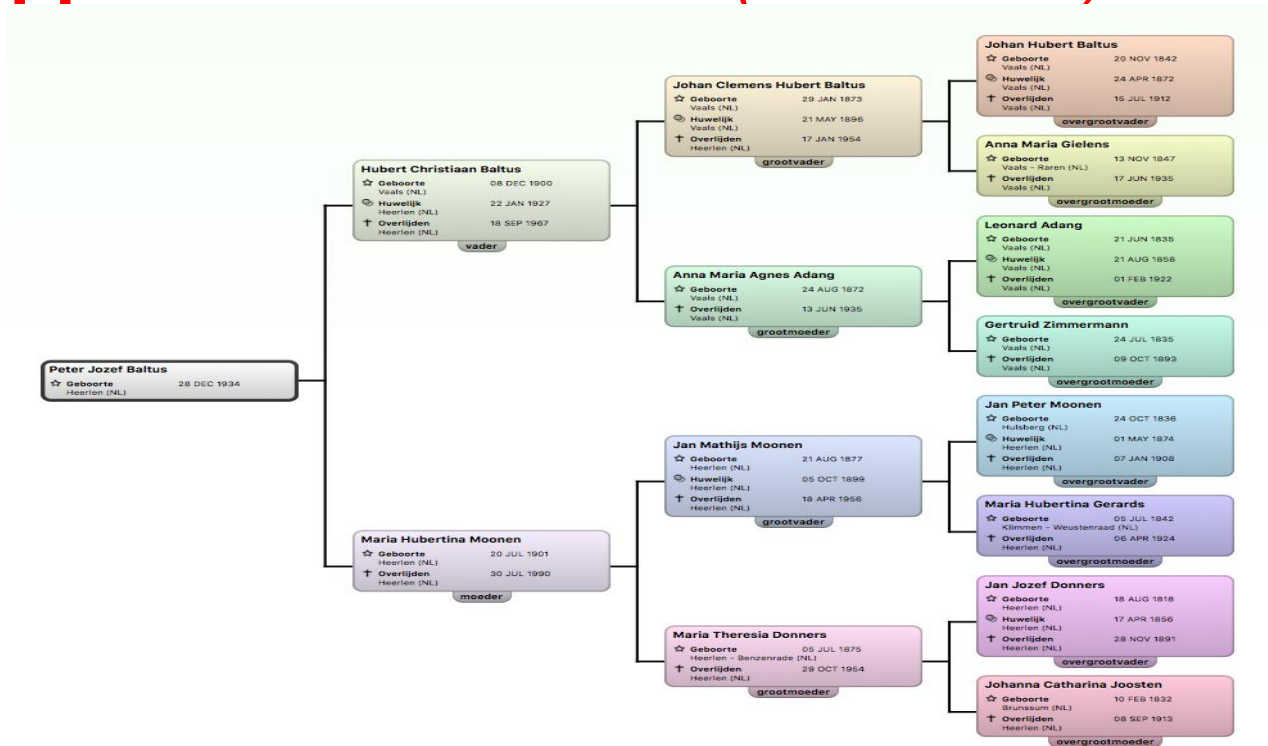 Peter Jozef Baltus
Geboorte 28 DEC 1934
Heerlen (NL)
Hubert Christiaan Baltus
Geboorte 08 DEC 1900
Vaals (NL)
Huwelijk 22 JAN 1927
Heerlen (NL)
Overlijden 18 SEP 1967
Heerlen (NL)
vader
Maria Hubertina Moonen
Geboorte 20 JUL 1901
Heerlen (NL)
Overlijden 30 JUL 1990
Heerlen (NL)
moeder
Johan Clemens Hubert Baltus
Geboorte 29 JAN 1873
Vaals (NL)
Huwelijk 21 MAY 1896
Vaals (NL)
Overlijden 17 JAN 1954
Heerlen (NL)
grootvader
Anna Maria Agnes Adang
Geboorte 24 AUG 1872
Vaals (NL)
Overlijden 13 JUN 1935
Vaals (NL)
grootmoeder
Jan Mathijs Moonen
Geboorte 21 AUG 1877
Heerlen (NL)
Huwelijk 05 OCT 1899
Heerlen (NL)
Overlijden 18 APR 1956
Heerlen (NL)
grootvader
Maria Theresia Donners
Geboorte 05 JUL 1875
Heerlen - Benzenrade (NL)
Overlijden 29 OCT 1954
Heerlen (NL)
grootmoeder
Johan Hubert Baltus
Geboorte 20 NOV 1842
Vaals (NL)
Huwelijk 24 APR 1872
Vaals (NL)
Overlijden 15 JUL 1912
Vaals (NL)
overgrootvader
Anna Maria Gielens
Geboorte 13 NOV 1847
Vaals - Raren (NL)
Overlijden 17 JUN 1935
Vaals (NL)
overgrootmoeder
Leonard Adang
Geboorte 21 JUN 1835
Vaals (NL)
Huwelijk 21 AUG 1858
Vaals (NL)
Overlijden 01 FEB 1922
Vaals (NL)
overgrootvader
Gertruid Zimmermann
Geboorte 24 JUL 1835
Vaals (NL)
Overlijden 09 OCT 1893
Vaals (NL)
overgrootmoeder
Jan Peter Moonen
Geboorte 24 OCT 1836
Hulsberg (NL)
Huwelijk 01 MAY 1874
Heerlen (NL)
Overlijden 07 JAN 1908
Heerlen (NL)
overgrootvader
Maria Hubertina Gerards
Geboorte 05 JUL 1842
Klimmen - Weustenraad (NL)
Overlijden 06 APR 1924
Heerlen (NL)
overgrootmoeder
Jan Jozef Donners
Geboorte 18 AUG 1818
Heerlen (NL)
Huwelijk 17 APR 1856
Heerlen (NL)
Overlijden 28 NOV 1891
Heerlen (NL)
overgrootvader
Johanna Catharina Joosten
Geboorte 10 FEB 1832
Brunssum (NL)
Overlijden 08 SEP 1913
Heerlen (NL)
overgrootmoeder